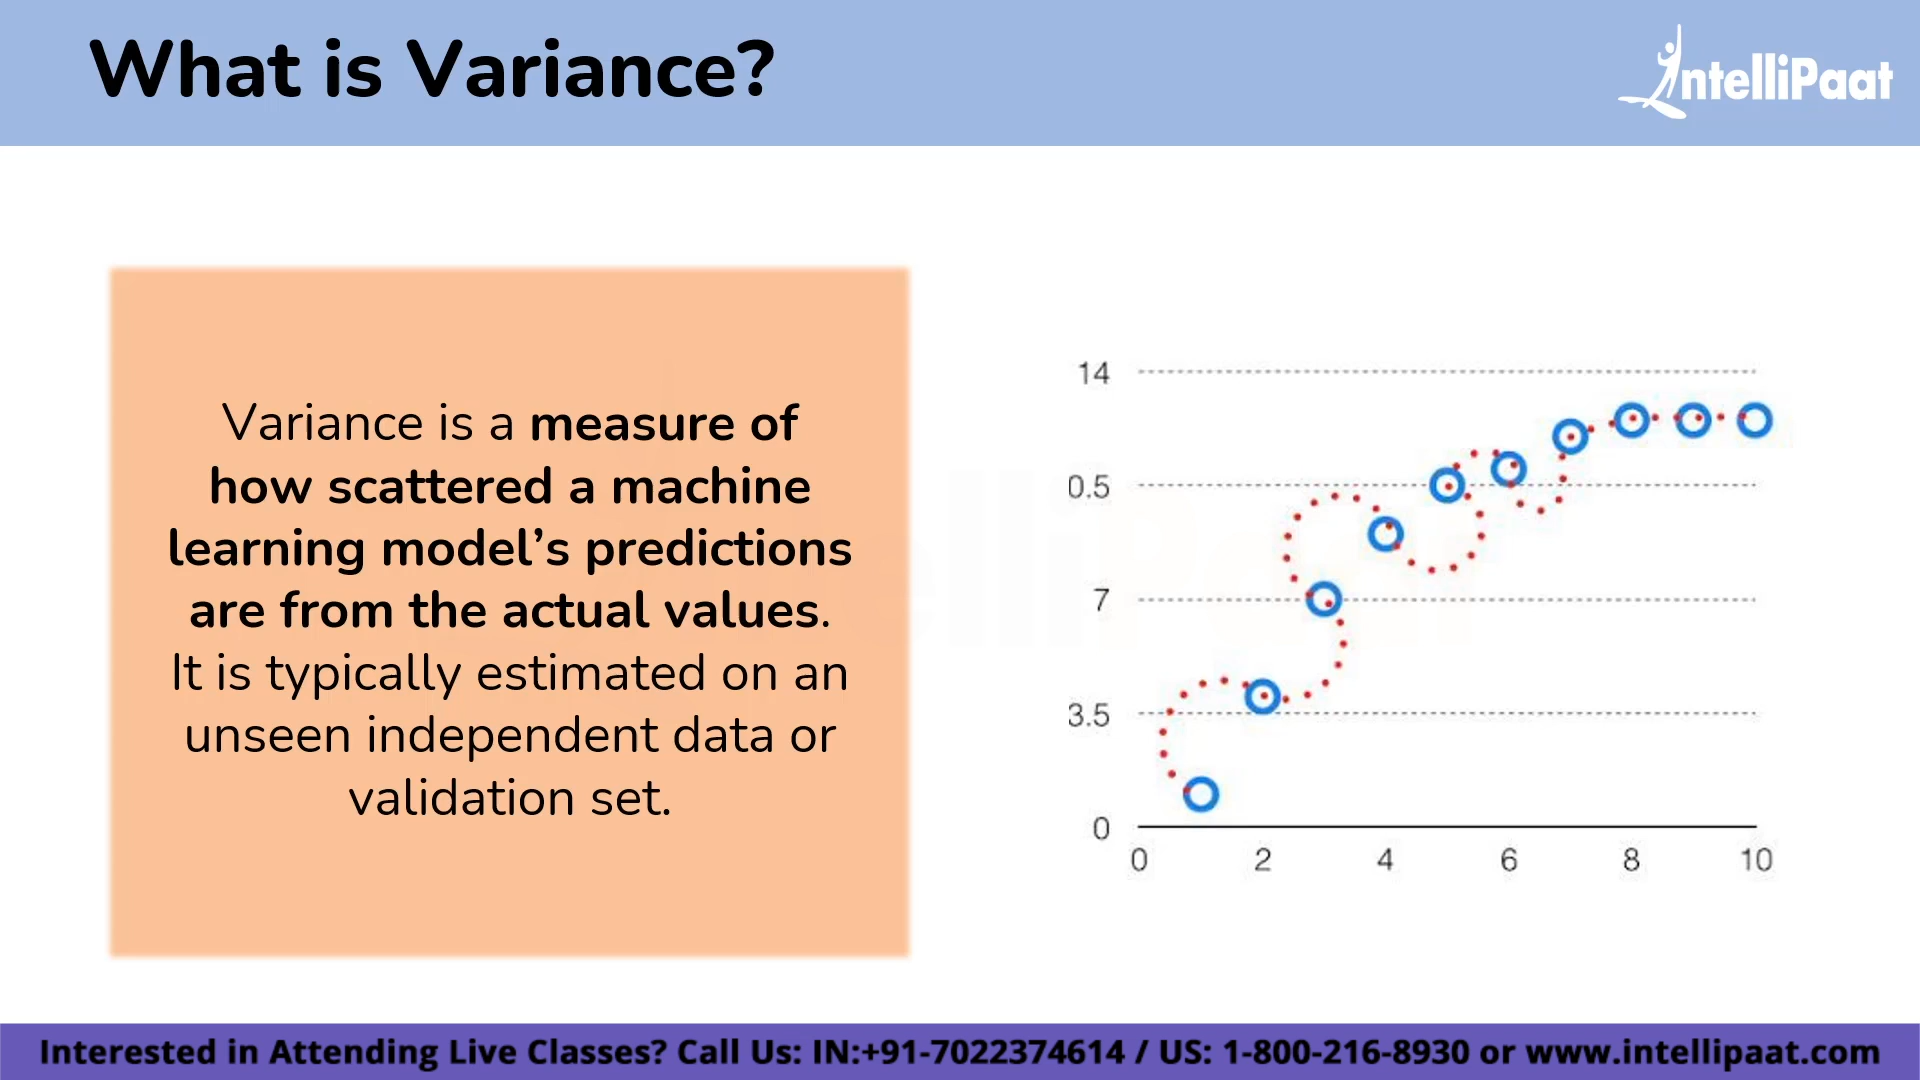 What is Variance?
IntelliPaat
Variance is a measure of
how scattered a machine
learning model’s predictions
are from the actual values.
It is typically estimated on an
unseen independent data or
validation set.
14
0.5
7
3.5
0
0 2 4 6 8 10
Interested in Attending Live Classes? Call Us: IN:+91-7022374614 / US: 1-800-216-8930 or www.intellipaat.com